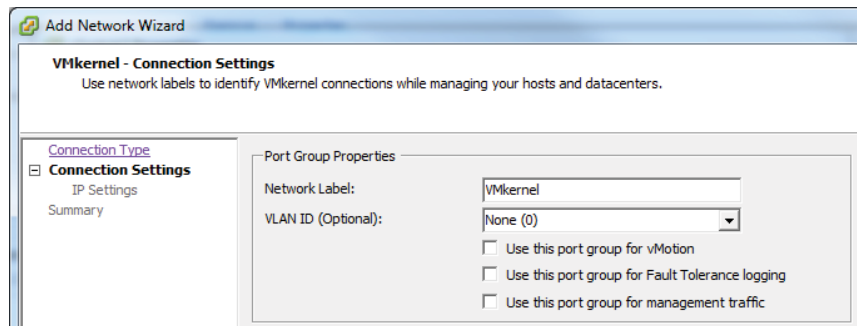 Add Network Wizard
VMkernel - Connection Settings
Use network labels to identify VMkernel connections while managing your hosts and datacenters.
Connection Type
Connection Settings
IP Settings
Summary
Port Group Properties
Network Label:
VMkernel
VLAN ID (Optional):
None (0)
Use this port group for vMotion
Use this port group for Fault Tolerance logging
Use this port group for management traffic